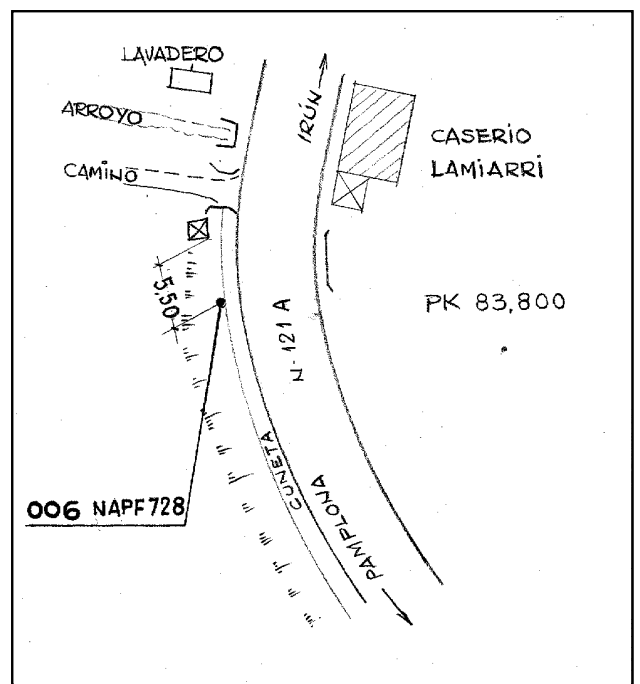 LAVADERO
ARROYO
IRÚN
CASERIO
LAMIARRI
CAMINO
5,50
PK 83,800
N-121 A
CUNETA
PAMPLONA
006 NAPF728